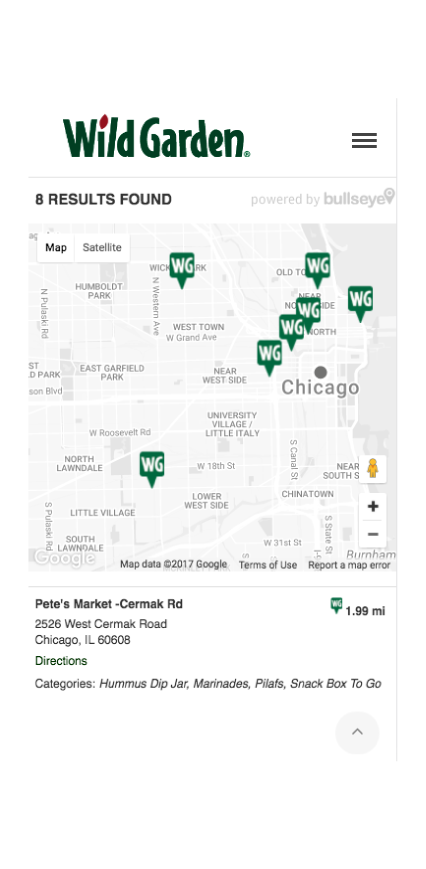 Wild Garden®
8 RESULTS FOUND
powered by bullseye
Map
Satellite
WG
WG
OLD TO
HUMBOLDT
PARK
N Pulaski Rd
N Western Ave
NEAR
WG
WG
WEST TOWN
W Grand Ave
WG
NORTH
WG
ST
D PARK
EAST GARFIELD
PARK
NEAR
WEST SIDE
son Blvd
Chicago
UNIVERSITY
VILLAGE /
LITTLE ITALY
W Roosevelt Rd
S Canal St
NORTH
LAWNDALE
WG
W 18th St
NEAR
SOUTH S
LOWER
WEST SIDE
CHINATOWN
+
S Pulaski Rd
LITTLE VILLAGE
S State St
−
SOUTH
LAWNDALE
W 31st St
Burnham
Google
Map data ©2017 Google
Terms of Use
Report a map error
Pete's Market -Cermak Rd
WG 1.99 mi
2526 West Cermak Road
Chicago, IL 60608
Directions
Categories: Hummus Dip Jar, Marinades, Pilafs, Snack Box To Go